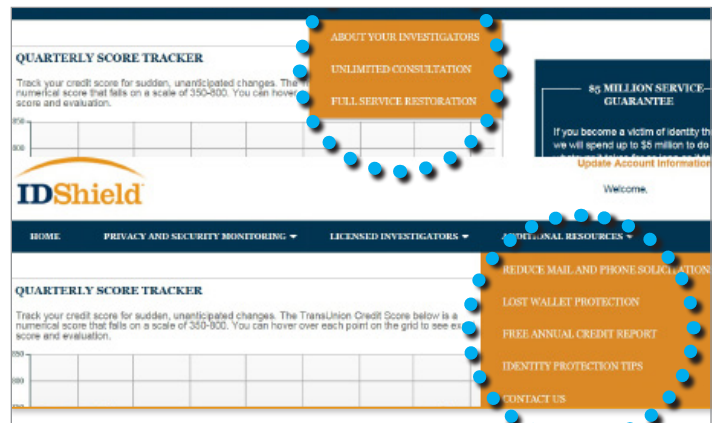 ABOUT YOUR INVESTIGATORS
QUARTERLY SCORE TRACKER
UNLIMITED CONSULTATION
Track your credit score for sudden, unanticipated changes. The
numerical score that falls on a scale of 350-800. You can hover
score and evaluation.
FULL SERVICE RESTORATION
$5 MILLION SERVICE
GUARANTEE
If you become a victim of identity
we will spend up to $5 million to do
850
800
Update Account Information
IDShield
Welcome,
HOME
PRIVACY AND SECURITY MONITORING
LICENSED INVESTIGATORS
ADDITIONAL RESOURCES
REDUCE MAIL AND PHONE SOLICITATION
QUARTERLY SCORE TRACKER
LOST WALLET PROTECTION
Track your credit score for sudden, unanticipated changes. The TransUnion Credit Score below is a
numerical score that falls on a scale of 350-800. You can hover over each point on the grid to see
score and evaluation.
FREE ANNUAL CREDIT REPORT
850
IDENTITY PROTECTION TIPS
800
CONTACT US